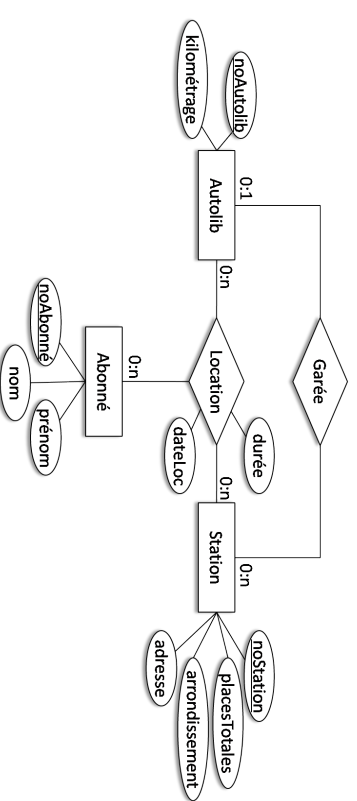 Garée
0:1
0:n
noAutolib
kilométrage
Autolib
0:n
Location
0:n
Station
durée
dateLoc
noStation
placesTotales
arrondissement
adresse
0:n
Abonné
noAbonné
nom
prénom